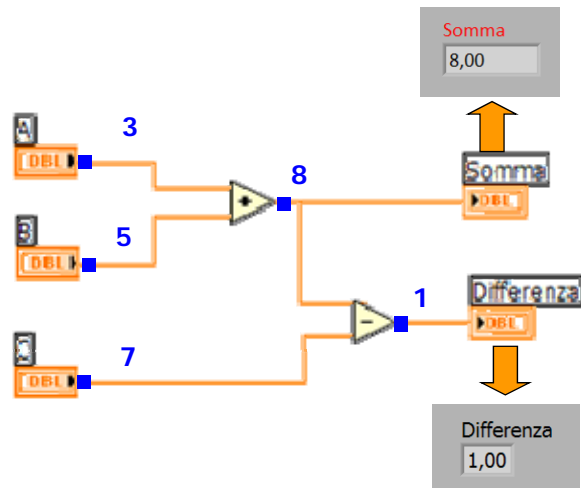 Somma
8,00
A
3
DBL
8
Somma
DBL
B
5
DBL
1
Differenza
DBL
C
7
DBL
+
-
Differenza
1,00